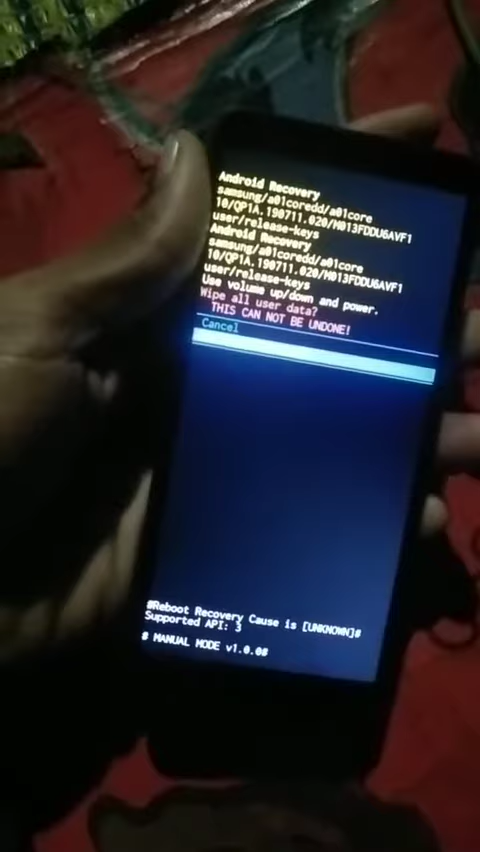 Android Recovery
samsung/a01coredd/a01core
10/QP1A.190711.020/M013FDDU6AVF1
user/release-keys
Android Recovery
samsung/a01coredd/a01core
10/QP1A.190711.020/M013FDDU6AVF1
user/release-keys
Use volume up/down and power.
Wipe all user data?
THIS CAN NOT BE UNDONE!
Cancel
#Reboot Recovery Cause is [UNKNOWN]#
Supported API: 3
# MANUAL MODE v1.0.0#